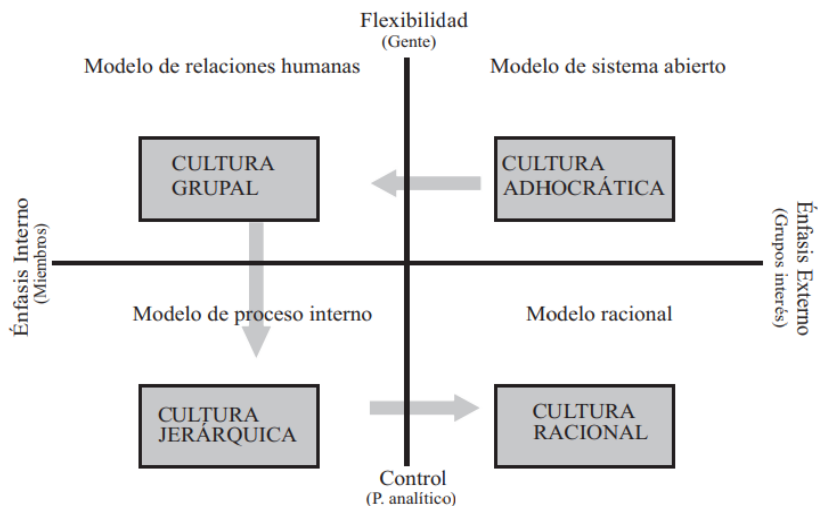 Flexibilidad
(Gente)
Modelo de relaciones humanas
Modelo de sistema abierto
CULTURA
GRUPAL
CULTURA
ADHOCRÁTICA
Énfasis Interno
(Miembros)
Énfasis Externo
(Grupos interés)
Modelo de proceso interno
Modelo racional
CULTURA
JERÁRQUICA
CULTURA
RACIONAL
Control
(P. analítico)